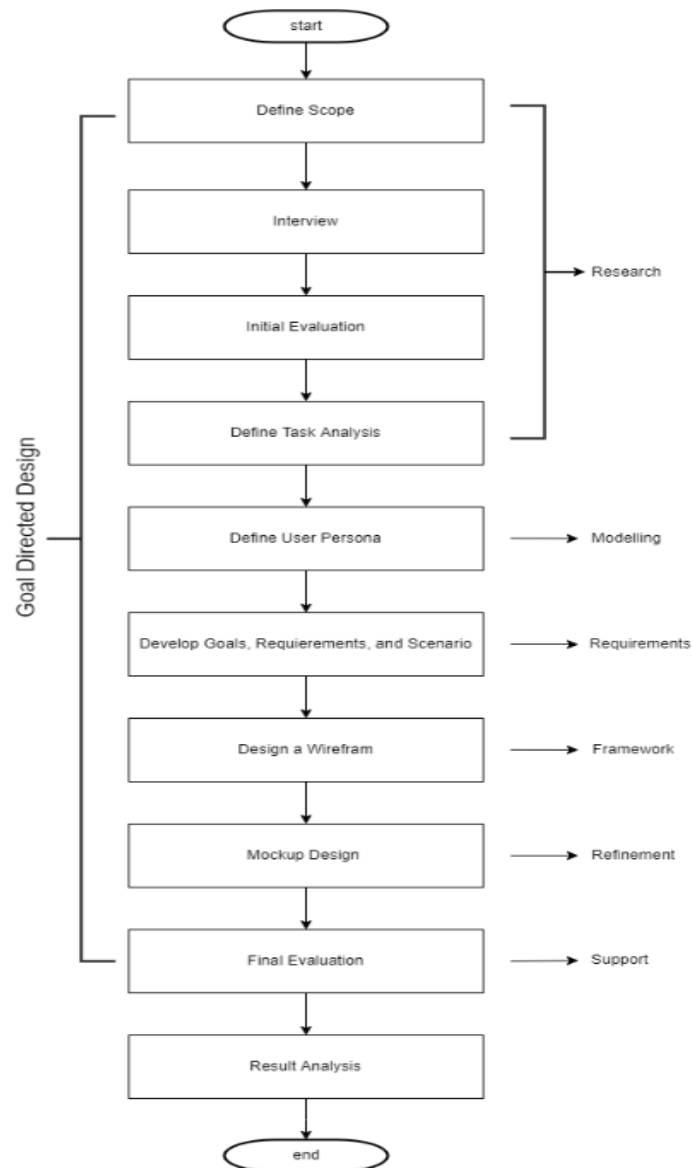 start
Define Scope
Interview
Research
Initial Evaluation
Define Task Analysis
Goal Directed Design
Define User Persona
Modelling
Develop Goals, Requierements, and Scenario
Requirements
Design a Wirefram
Framework
Mockup Design
Refinement
Final Evaluation
Support
Result Analysis
end